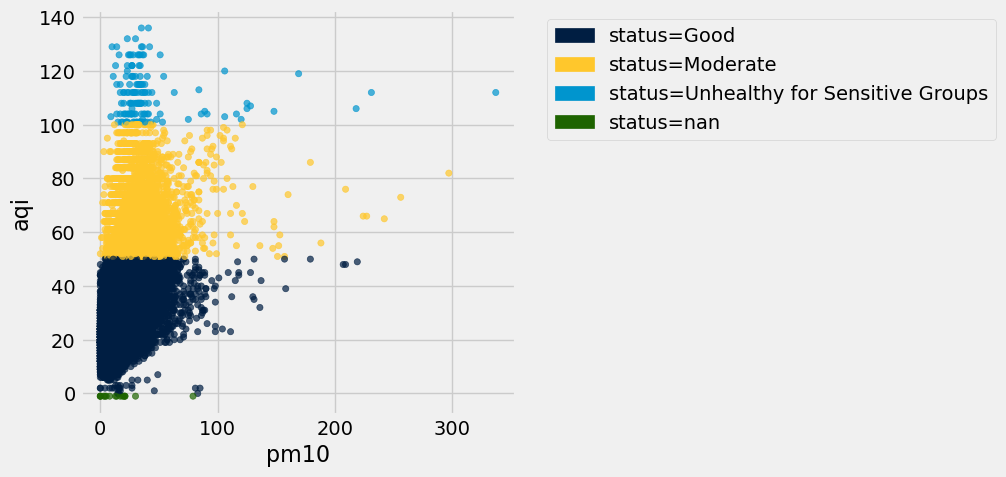 140
120
100
80
60
40
20
0
aqi
0 100 200 300
pm10
status=Good
status=Moderate
status=Unhealthy for Sensitive Groups
status=nan